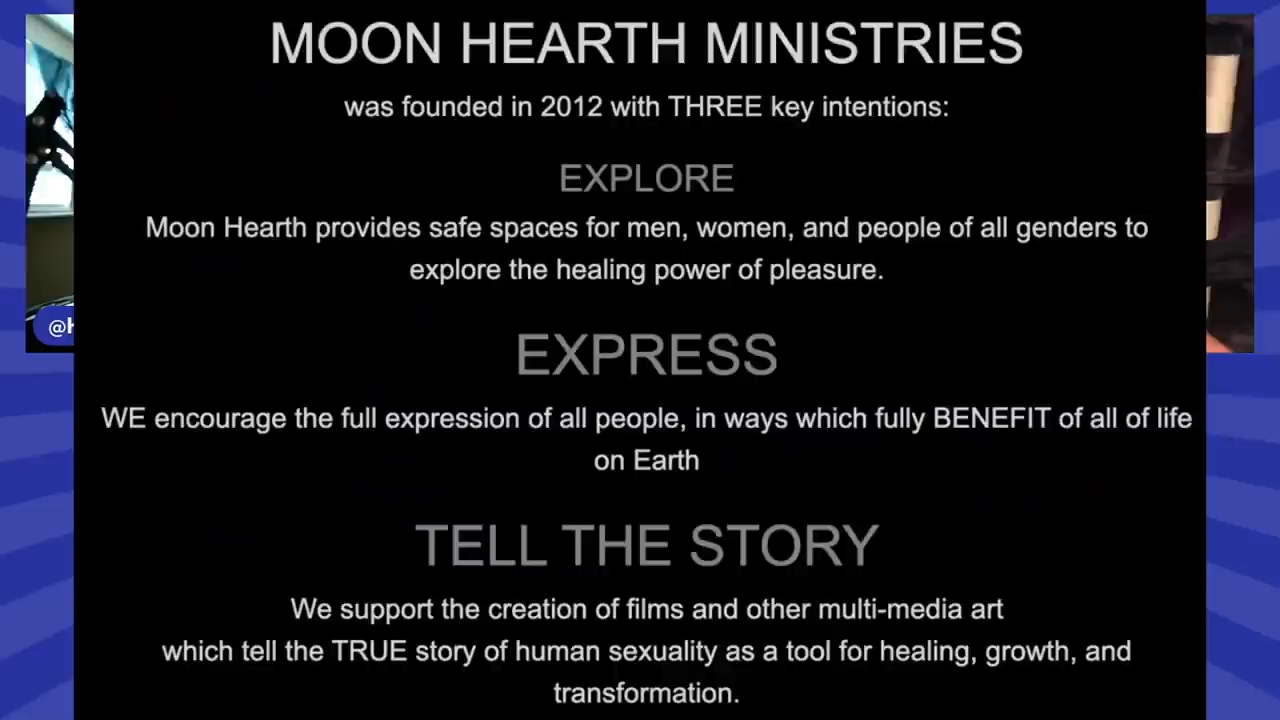 MOON HEARTH MINISTRIES
was founded in 2012 with THREE key intentions:
EXPLORE
Moon Hearth provides safe spaces for men, women, and people of all genders to
explore the healing power of pleasure.
EXPRESS
WE encourage the full expression of all people, in ways which fully BENEFIT of all of life
on Earth
TELL THE STORY
We support the creation of films and other multi-media art
which tell the TRUE story of human sexuality as a tool for healing, growth, and
transformation.